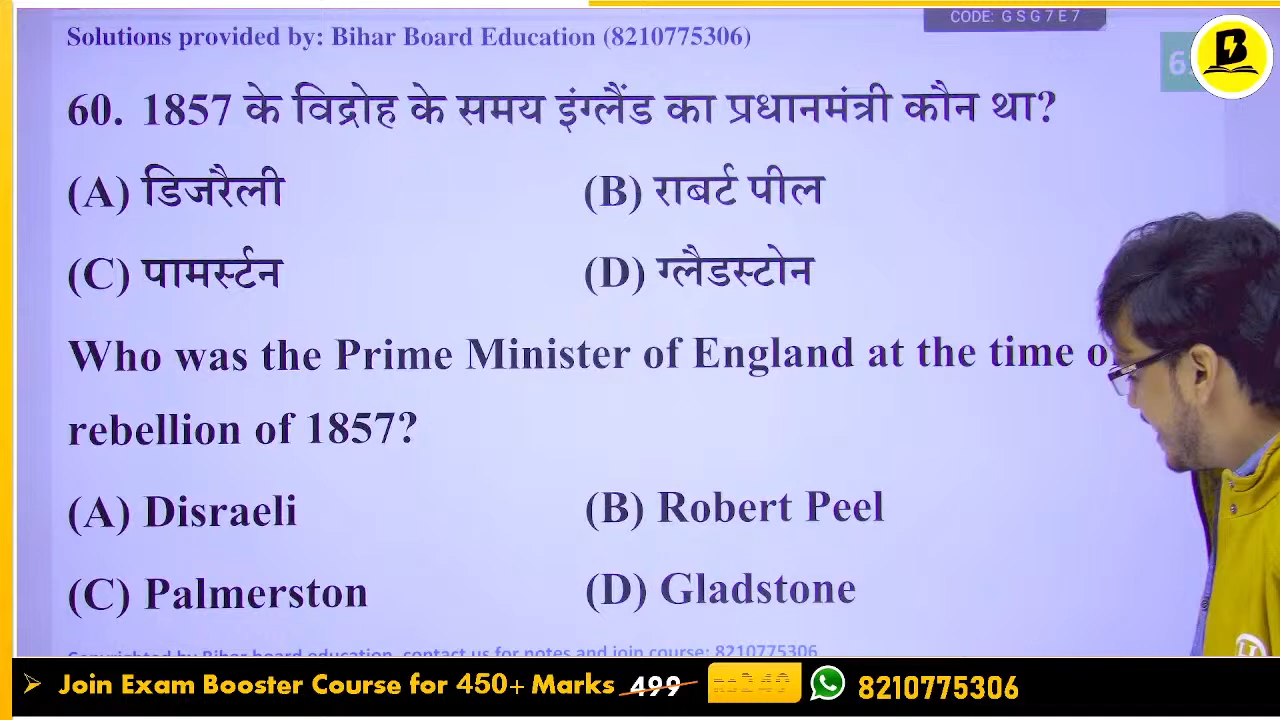 CODE: G S G 7 E 7
Solutions provided by: Bihar Board Education (8210775306)
60. 1857 के विद्रोह के समय इंग्लैंड का प्रधानमंत्री कौन था?
(A) डिजरैली (B) राबर्ट पील
(C) पामर्स्टन (D) ग्लैडस्टोन
Who was the Prime Minister of England at the time
rebellion of 1857?
(A) Disraeli (B) Robert Peel
(C) Palmerston (D) Gladstone
Copyrighted by Bihar board education, contact us for notes and join course: 8210775306
➢ Join Exam Booster Course for 450+ Marks 499 8210775306